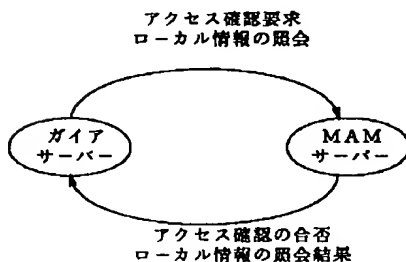 アクセス確認要求
ローカル情報の照会
ガイア
サーバー
MAM
サーバー
アクセス確認の合否
ローカル情報の照会結果